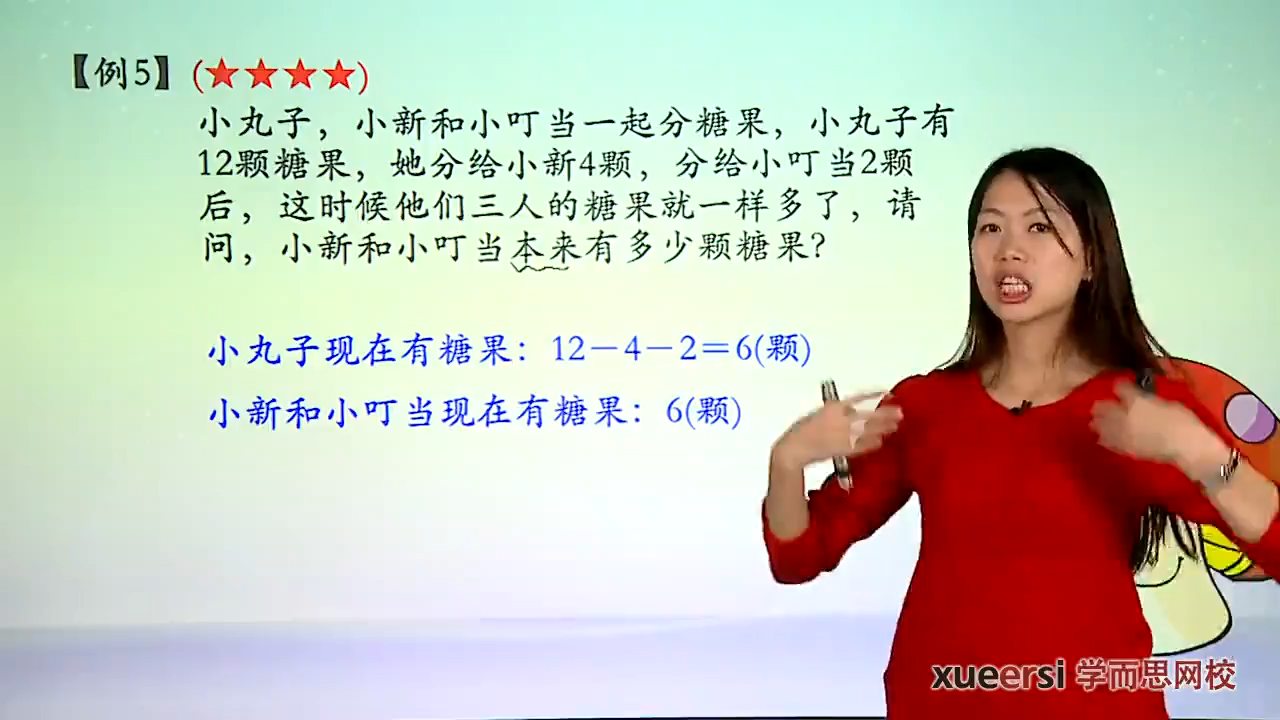 【例5】(★★★★)
小丸子，小新和小叮当一起分糖果，小丸子有
12颗糖果，她分给小新4颗，分给小叮当2颗
后，这时候他们三人的糖果就一样多了，请
问，小新和小叮当本来有多少颗糖果？
小丸子现在有糖果：12－4－2＝6(颗)
小新和小叮当现在有糖果：6(颗)
xueersi 学而思网校